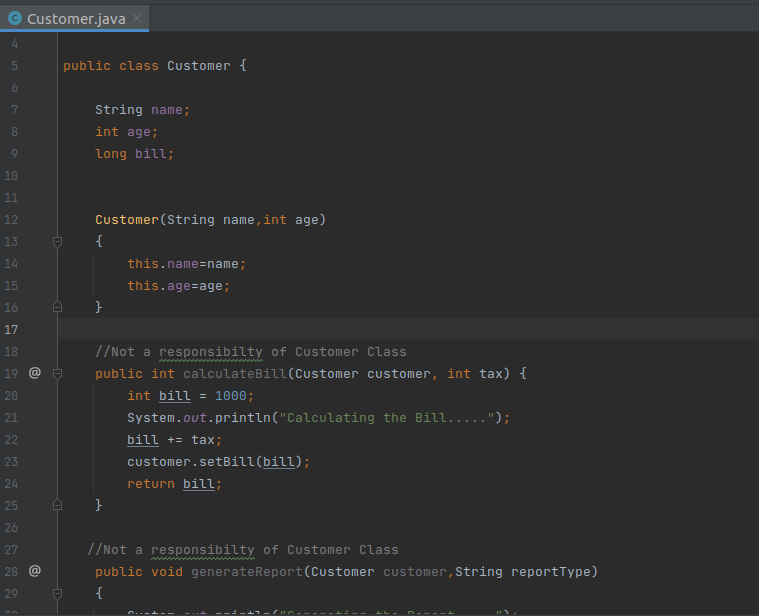 Customer.java
4
5 public class Customer {
6
7 String name;
8 int age;
9 long bill;
10
11
12 Customer(String name,int age)
13 {
14 this.name=name;
15 this.age=age;
16 }
17
18 //Not a responsibilty of Customer Class
19 @ public int calculateBill(Customer customer, int tax) {
20 int bill = 1000;
21 System.out.println("Calculating the Bill.....");
22 bill += tax;
23 customer.setBill(bill);
24 return bill;
25 }
26
27 //Not a responsibilty of Customer Class
28 @ public void generateReport(Customer customer,String reportType)
29 {